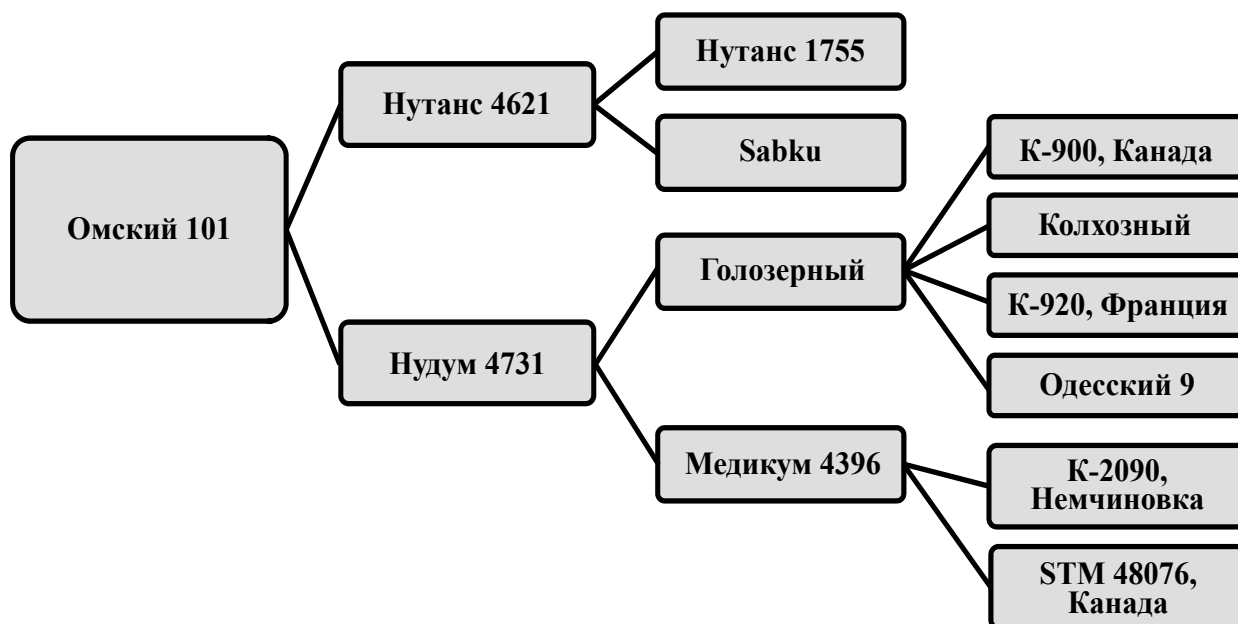 Омский 101
Нутанс 4621
Нудум 4731
Нутанс 1755
Sabku
Голозерный
Медикум 4396
К-900, Канада
Колхозный
К-920, Франция
Одесский 9
К-2090,
Немчиновка
STM 48076,
Канада